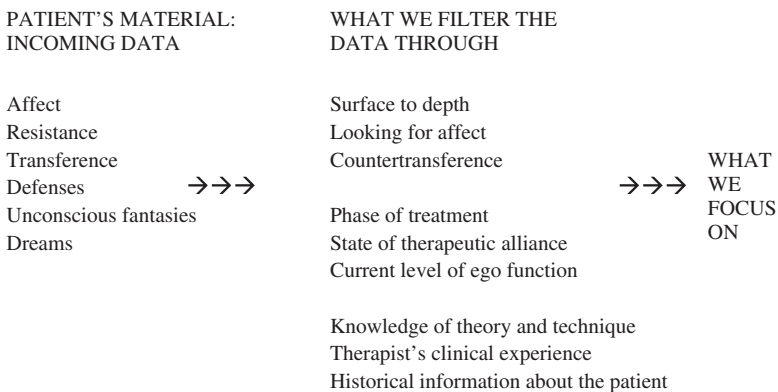 PATIENT’S MATERIAL:
INCOMING DATA
WHAT WE FILTER THE
DATA THROUGH
Affect
Resistance
Transference
Defenses →→→
Unconscious fantasies
Dreams
Surface to depth
Looking for affect
Countertransference
Phase of treatment
State of therapeutic alliance
Current level of ego function
Knowledge of theory and technique
Therapist’s clinical experience
Historical information about the patient
→→→
WHAT
WE
FOCUS
ON